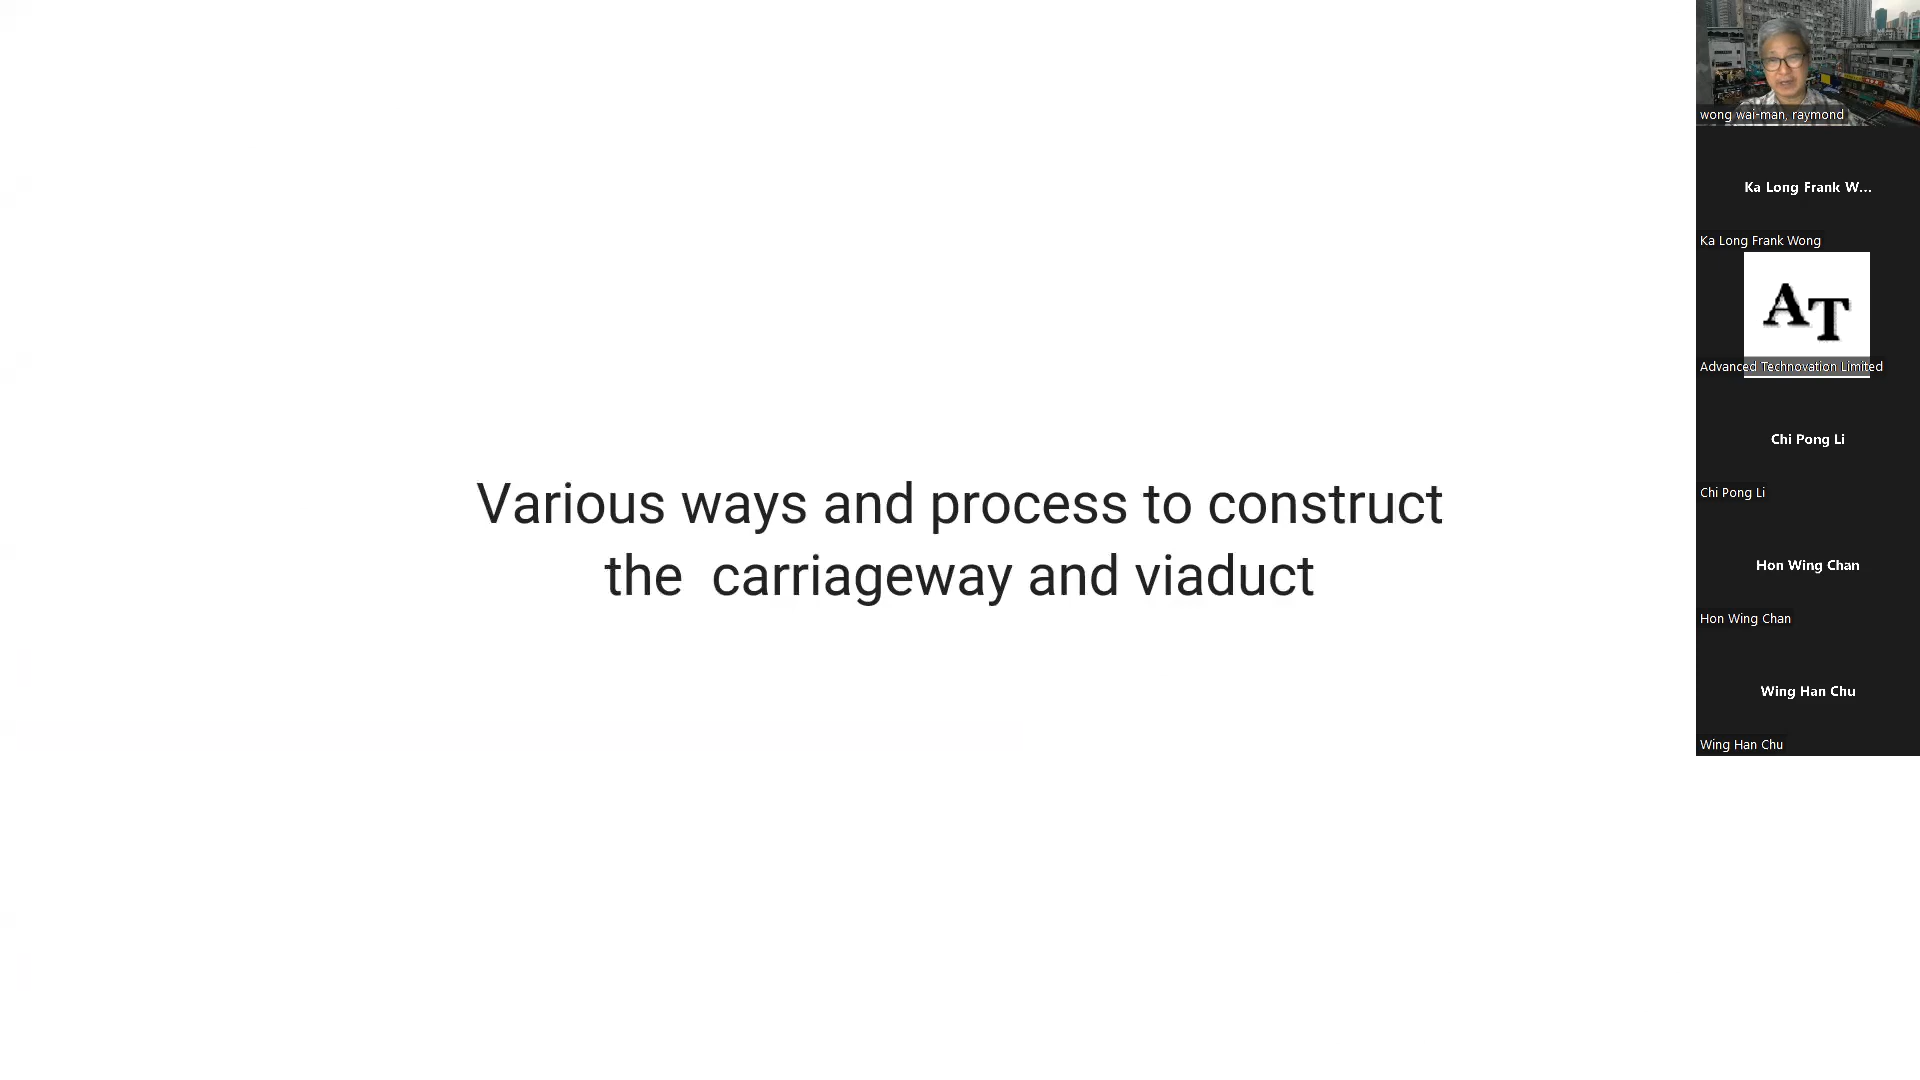 Various ways and process to construct
the  carriageway and viaduct
wong wai-man, raymond
Ka Long Frank W...
Ka Long Frank Wong
AT
Advanced Technovation Limited
Chi Pong Li
Chi Pong Li
Hon Wing Chan
Hon Wing Chan
Wing Han Chu
Wing Han Chu